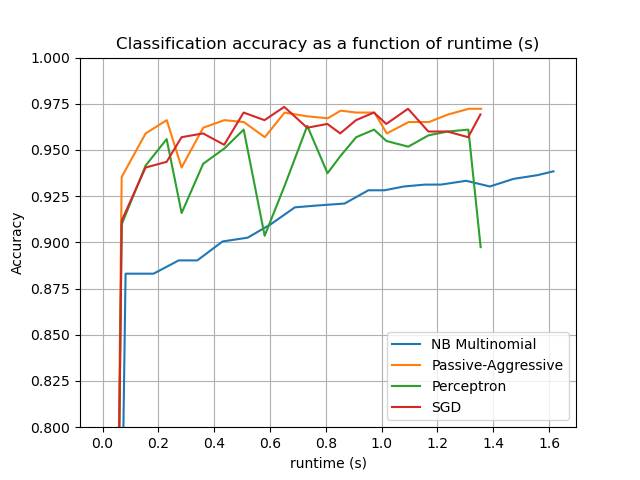 Classification accuracy as a function of runtime (s)
1.000
0.975
0.950
0.925
0.900
0.875
0.850
0.825
0.800
Accuracy
NB Multinomial
Passive-Aggressive
Perceptron
SGD
0.0 0.2 0.4 0.6 0.8 1.0 1.2 1.4 1.6
runtime (s)